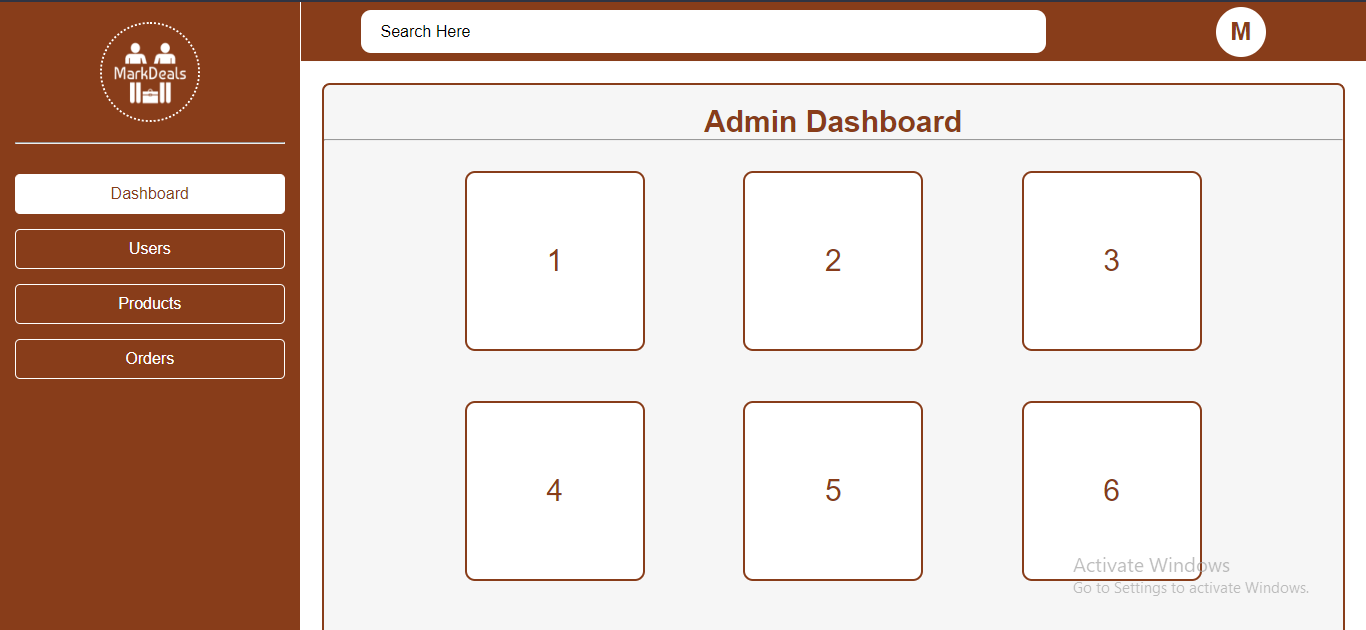 MarkDeals
Dashboard
Users
Products
Orders
Search Here
M
Admin Dashboard
1
2
3
4
5
6
Activate Windows
Go to Settings to activate Windows.